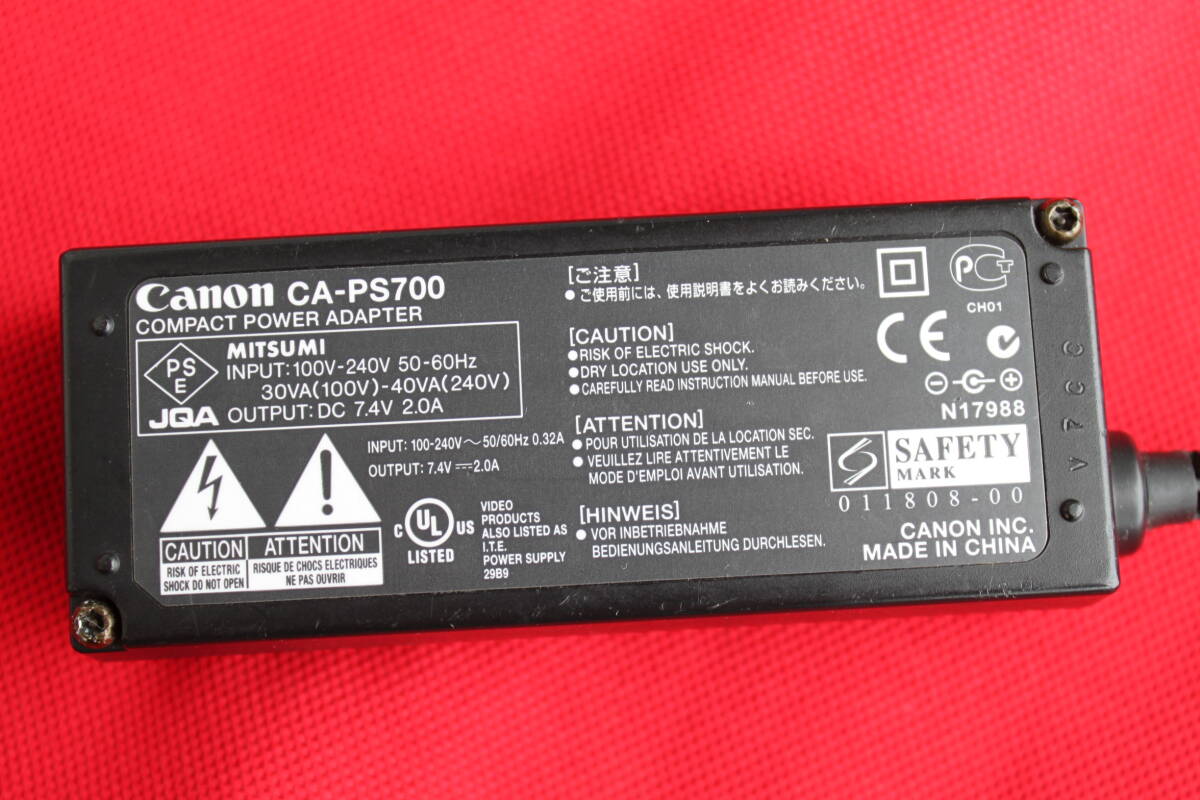 Canon CA-PS700
COMPACT POWER ADAPTER
PS
E
JQA
MITSUMI
INPUT:100V-240V 50-60Hz
30VA(100V)-40VA(240V)
OUTPUT: DC 7.4V 2.0A
INPUT: 100-240V～50/60Hz 0.32A
OUTPUT: 7.4V⎓2.0A
CAUTION
RISK OF ELECTRIC
SHOCK DO NOT OPEN
ATTENTION
RISQUE DE CHOCS ELECTRIQUES
NE PAS OUVRIR
C UL US
LISTED
VIDEO
PRODUCTS
ALSO LISTED AS
I.T.E.
POWER SUPPLY
29B9
[ご注意]
●ご使用前には、使用説明書をよくお読みください。
[CAUTION]
●RISK OF ELECTRIC SHOCK.
●DRY LOCATION USE ONLY.
●CAREFULLY READ INSTRUCTION MANUAL BEFORE USE.
[ATTENTION]
●POUR UTILISATION DE LA LOCATION SEC.
●VEUILLEZ LIRE ATTENTIVEMENT LE
MODE D'EMPLOI AVANT UTILISATION.
[HINWEIS]
●VOR INBETRIEBNAHME
BEDIENUNGSANLEITUNG DURCHLESEN.
PCT
CH01
CE
N17988
SAFETY
MARK
011808-00
CANON INC.
MADE IN CHINA